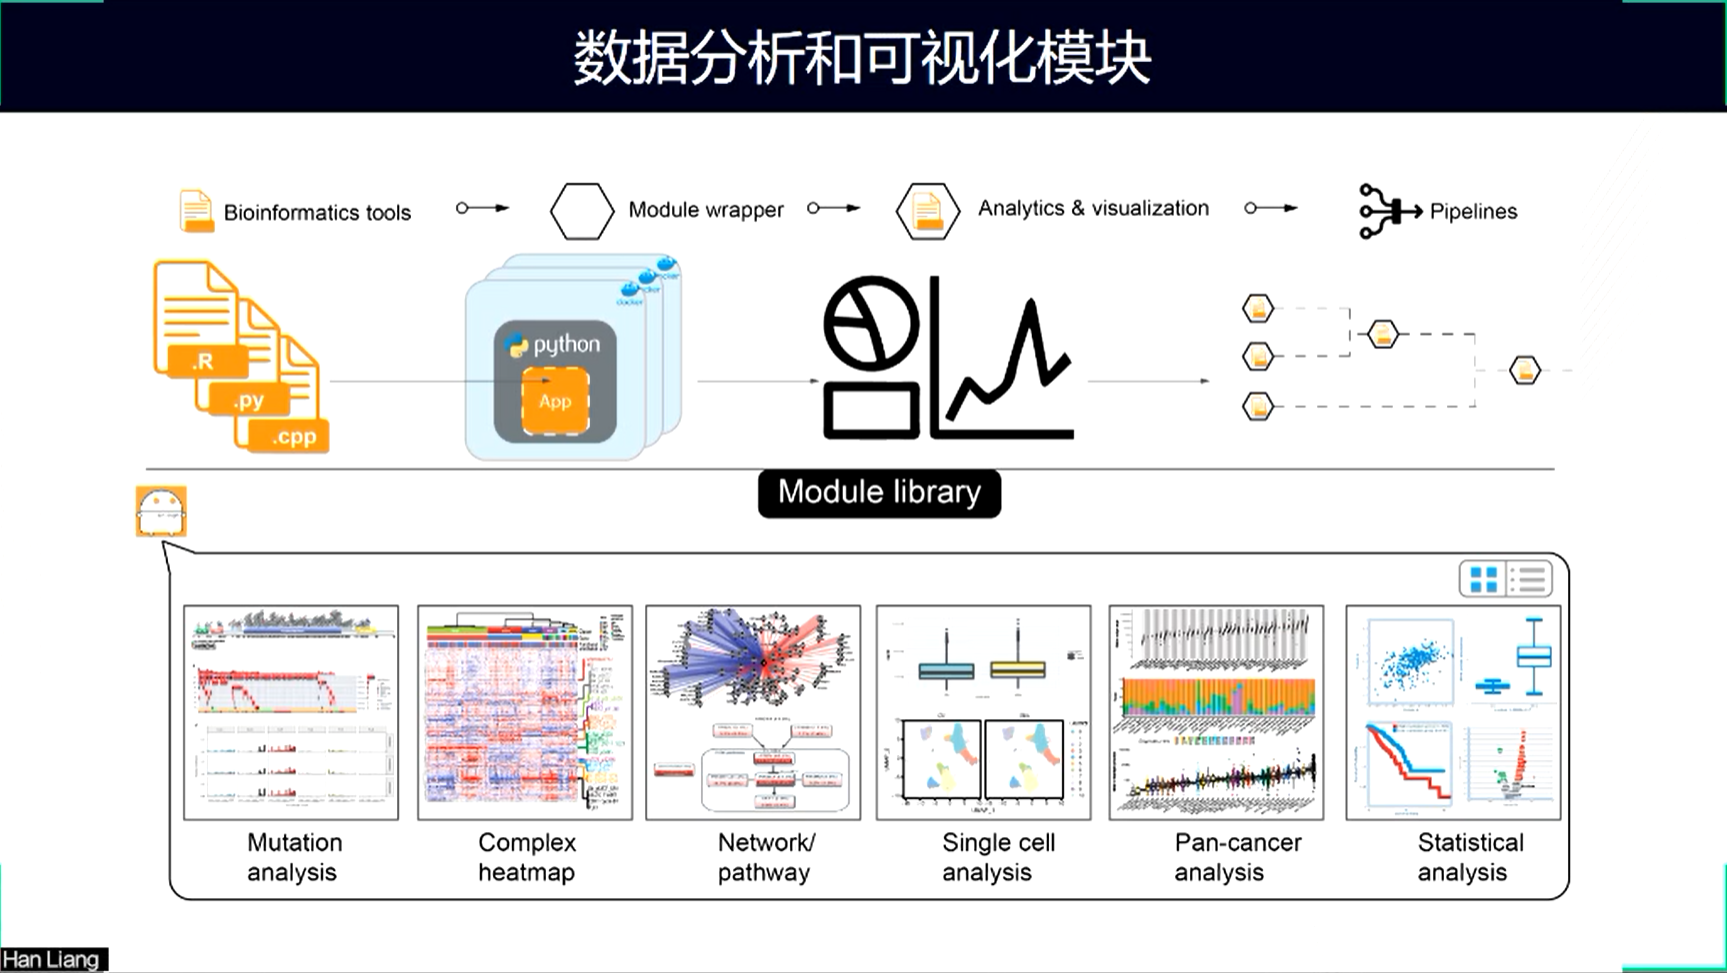 数据分析和可视化模块
Bioinformatics tools
Module wrapper
Analytics & visualization
Pipelines
.R
.py
.cpp
docker
python
App
Module library
Mutation
analysis
Complex
heatmap
Network/
pathway
Single cell
analysis
Pan-cancer
analysis
Statistical
analysis
Han Liang